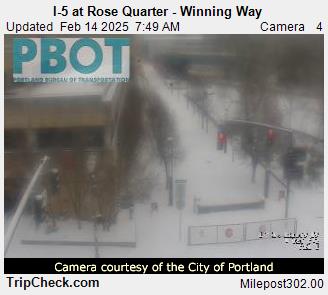 I-5 at Rose Quarter - Winning Way
Updated Feb 14 2025 7:49 AM Camera 4
PBOT
PORTLAND BUREAU OF TRANSPORTATION
Camera courtesy of the City of Portland
TripCheck.com Milepost302.00